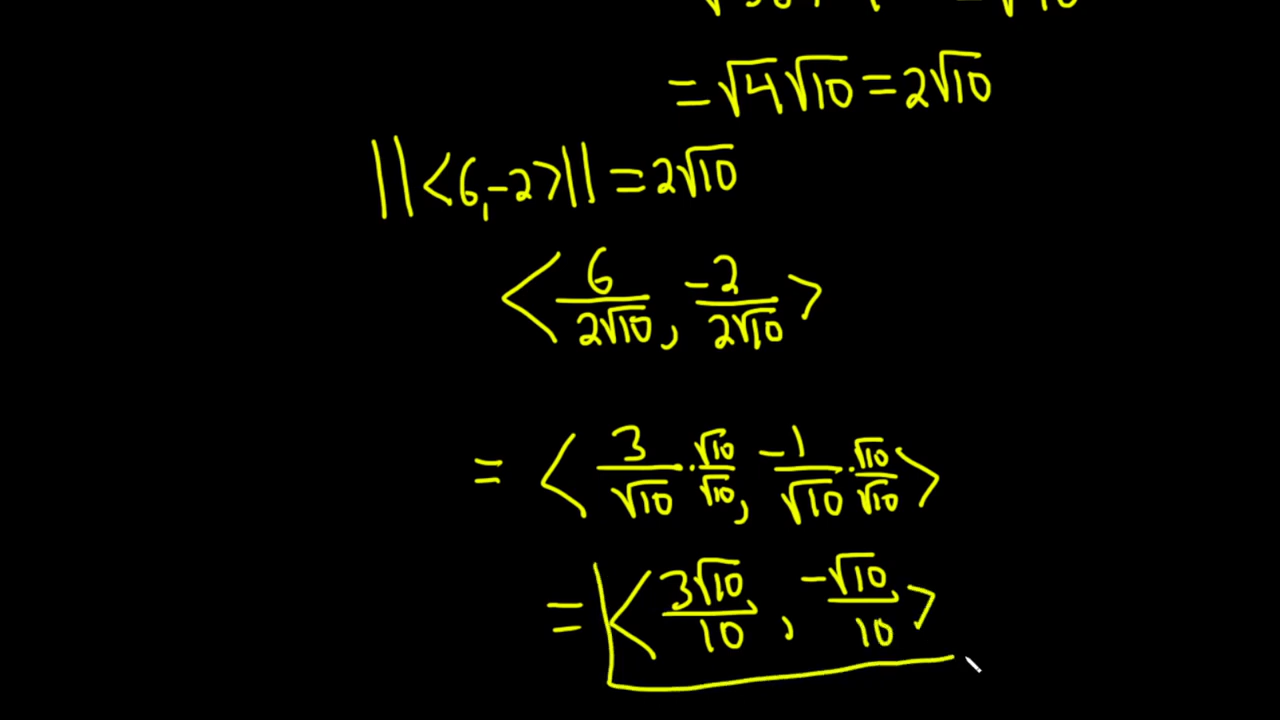 = √4√10 = 2√10
||<6,-2>|| = 2√10
<6/2√10, -2/2√10>
= <3/√10 · √10/√10, -1/√10 · √10/√10>
= <3√10/10, -√10/10>